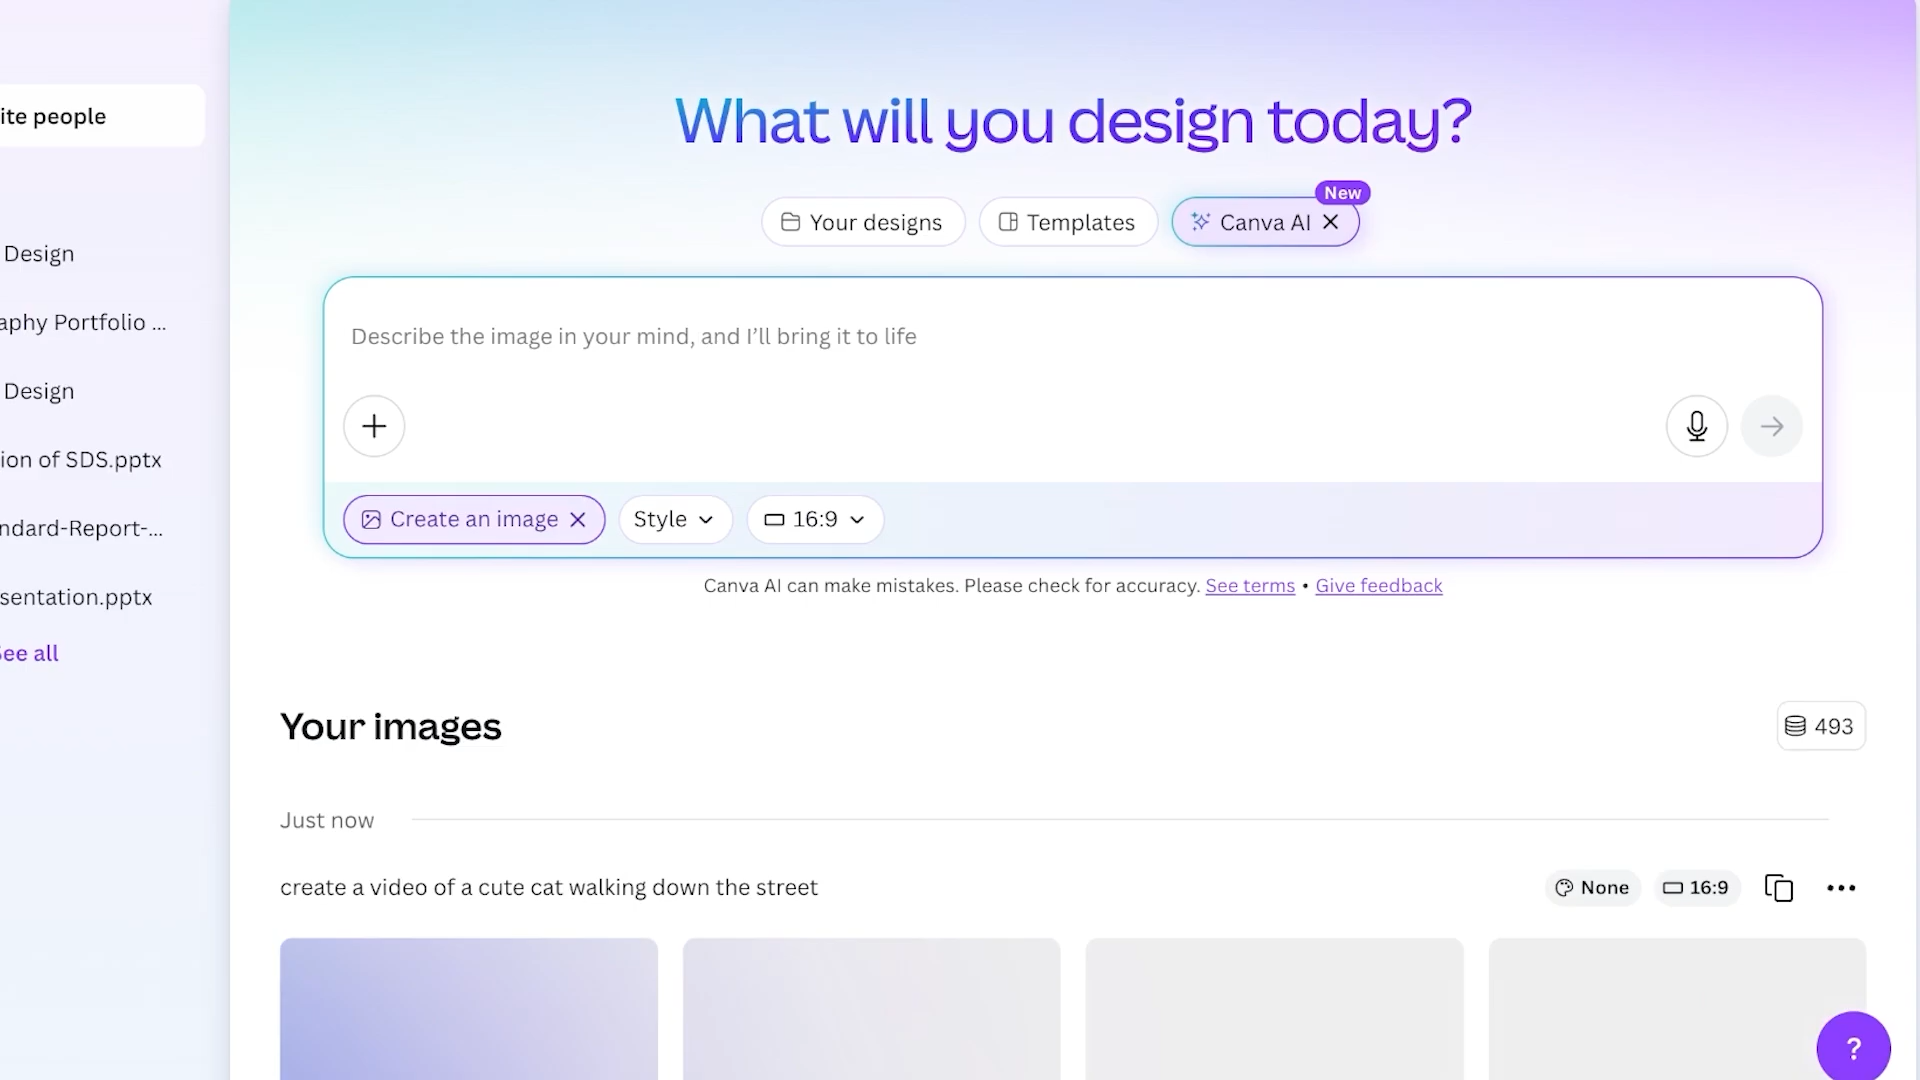 ite people
Design
aphy Portfolio ...
Design
ion of SDS.pptx
ndard-Report-...
sentation.pptx
See all
What will you design today?
New
Your designs
Templates
Canva AI
Describe the image in your mind, and I’ll bring it to life
Create an image
Style
16:9
Canva AI can make mistakes. Please check for accuracy. See terms • Give feedback
Your images
493
Just now
create a video of a cute cat walking down the street
None
16:9
?